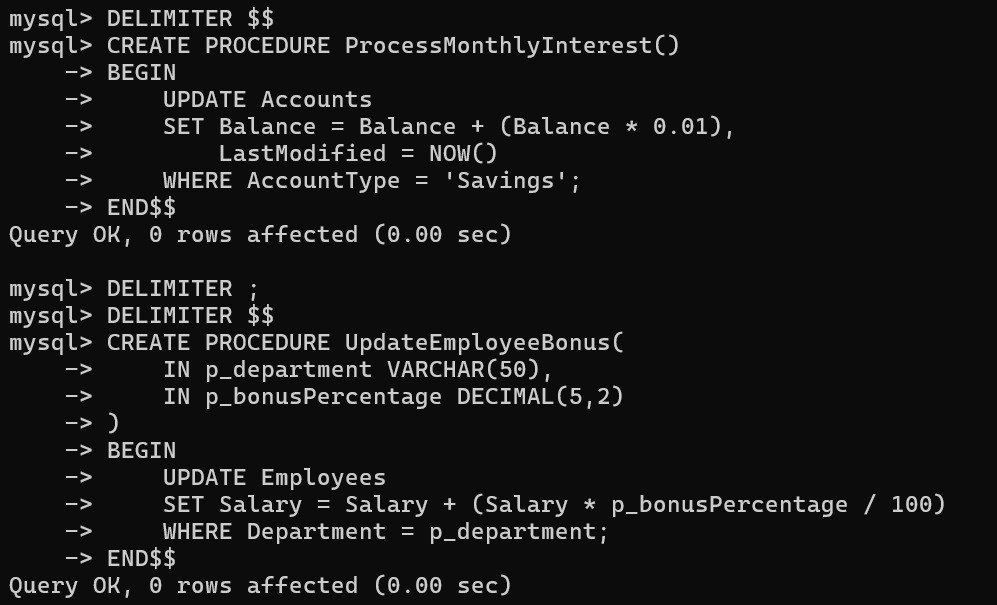 mysql> DELIMITER $$
mysql> CREATE PROCEDURE ProcessMonthlyInterest()
    -> BEGIN
    ->     UPDATE Accounts
    ->     SET Balance = Balance + (Balance * 0.01),
    ->         LastModified = NOW()
    ->     WHERE AccountType = 'Savings';
    -> END$$
Query OK, 0 rows affected (0.00 sec)

mysql> DELIMITER ;
mysql> DELIMITER $$
mysql> CREATE PROCEDURE UpdateEmployeeBonus(
    ->     IN p_department VARCHAR(50),
    ->     IN p_bonusPercentage DECIMAL(5,2)
    -> )
    -> BEGIN
    ->     UPDATE Employees
    ->     SET Salary = Salary + (Salary * p_bonusPercentage / 100)
    ->     WHERE Department = p_department;
    -> END$$
Query OK, 0 rows affected (0.00 sec)